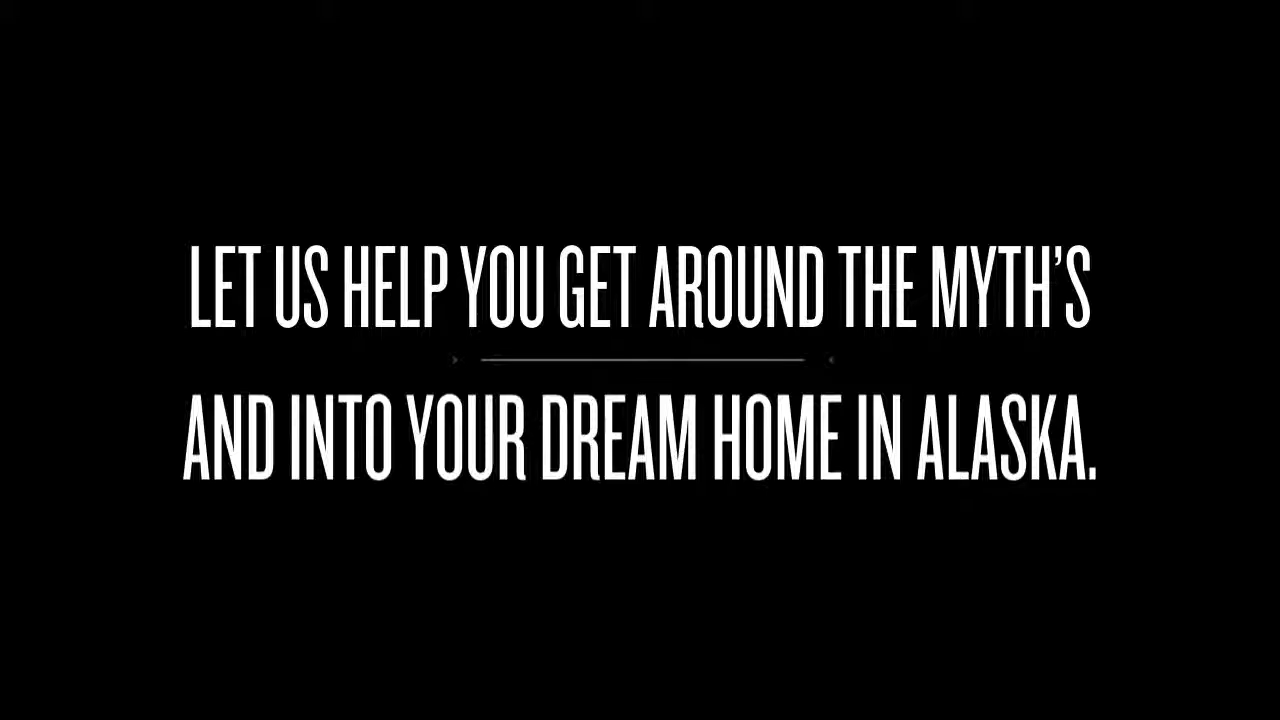 LET US HELP YOU GET AROUND THE MYTH’S
AND INTO YOUR DREAM HOME IN ALASKA.